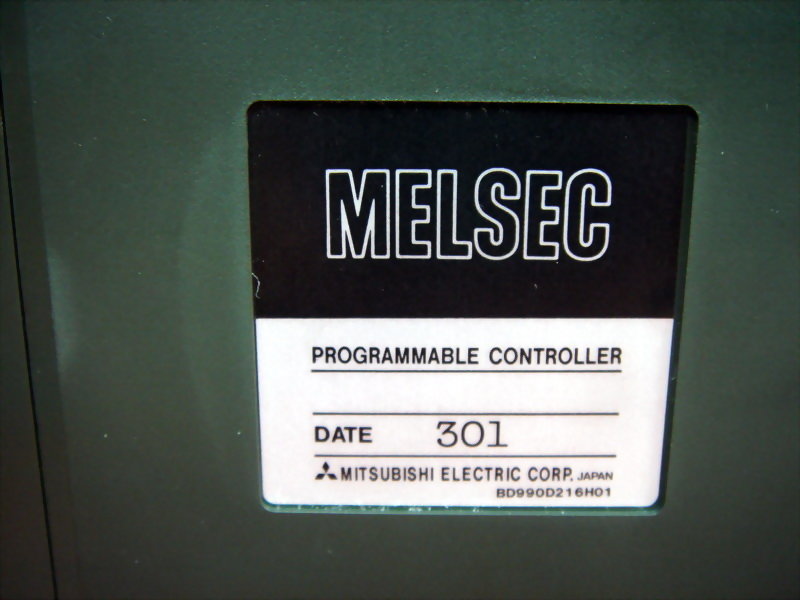 MELSEC
PROGRAMMABLE CONTROLLER
DATE 301
MITSUBISHI ELECTRIC CORP. JAPAN
BD990D216H01